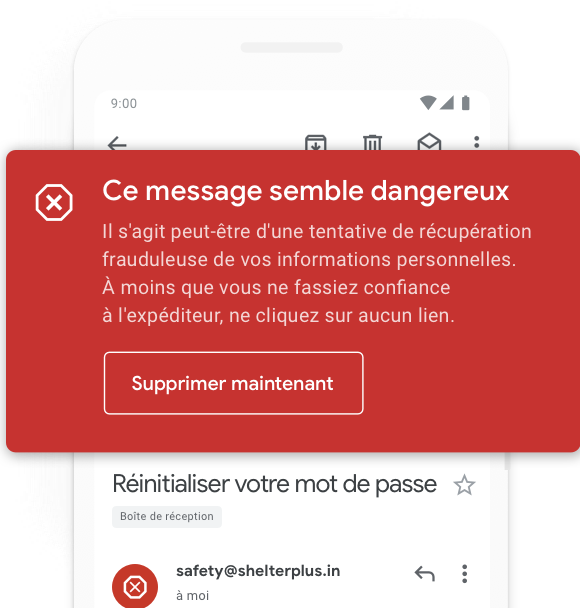 9:00
Ce message semble dangereux
Il s'agit peut-être d'une tentative de récupération
frauduleuse de vos informations personnelles.
À moins que vous ne fassiez confiance
à l'expéditeur, ne cliquez sur aucun lien.
Supprimer maintenant
Réinitialiser votre mot de passe
Boîte de réception
safety@shelterplus.in
à moi